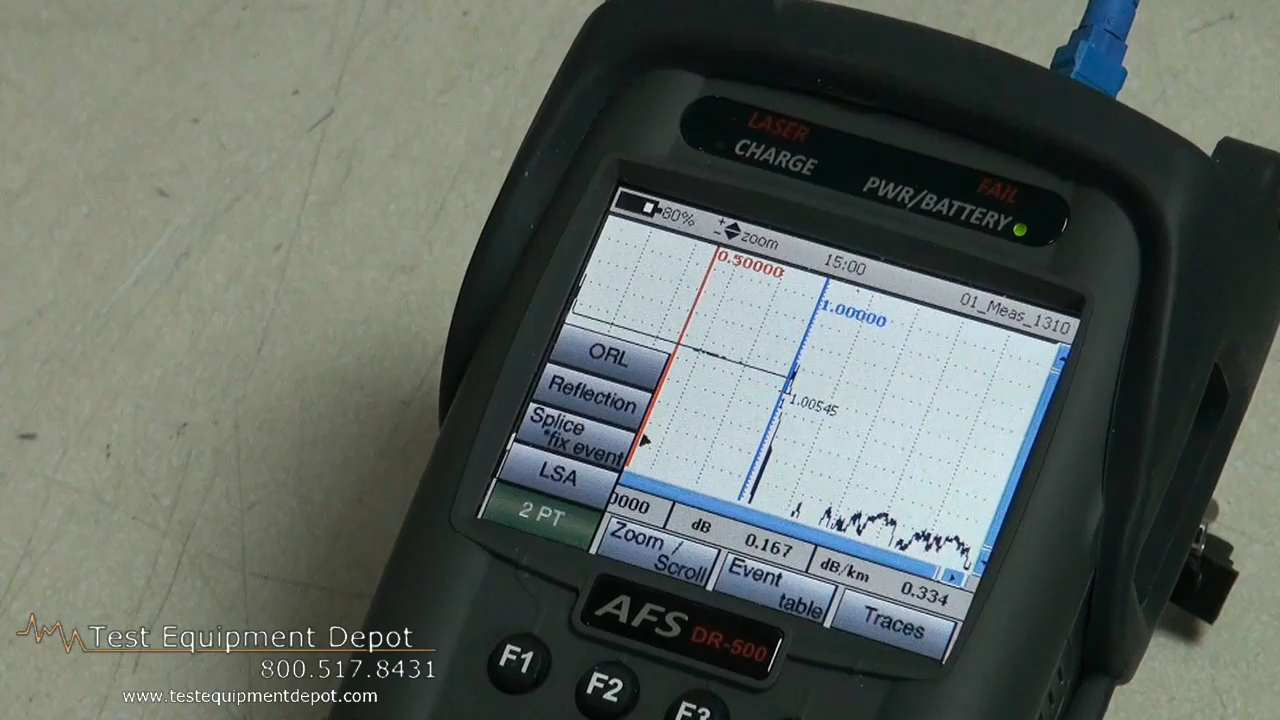 LASER
CHARGE
FAIL
PWR/BATTERY
80%
zoom
15:00
01_Meas_1310
0.50000
1.00000
1.00545
ORL
Reflection
Splice
*fix event
LSA
2 PT
0000
dB
0.167
dB/km
0.334
Zoom /
Scroll
Event
table
Traces
AFS DR-500
F1
F2
F3
Test Equipment Depot
800.517.8431
www.testequipmentdepot.com